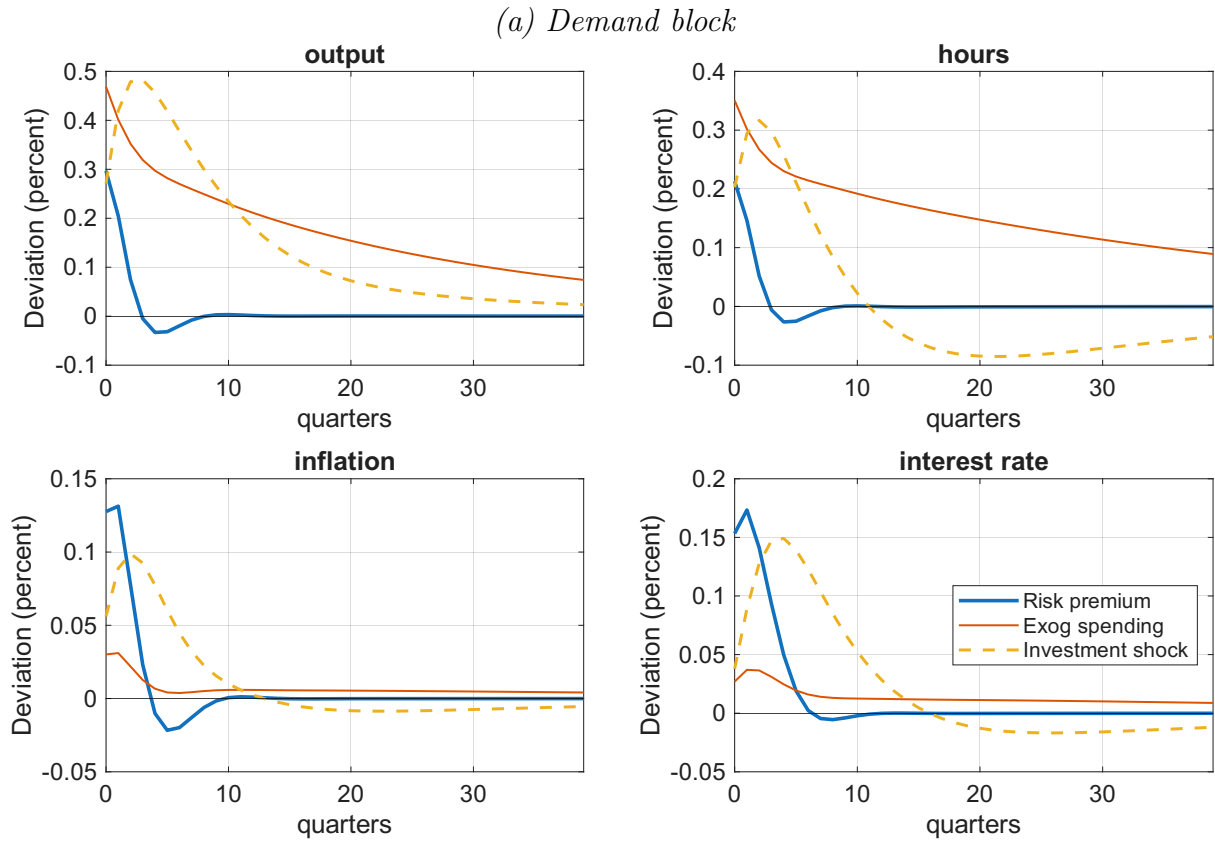 (a) Demand block
output
Deviation (percent)
0.5
0.4
0.3
0.2
0.1
0
-0.1
0 10 20 30
quarters
hours
Deviation (percent)
0.4
0.3
0.2
0.1
0
-0.1
0 10 20 30
quarters
inflation
Deviation (percent)
0.15
0.1
0.05
0
-0.05
0 10 20 30
quarters
interest rate
Deviation (percent)
0.2
0.15
0.1
0.05
0
-0.05
0 10 20 30
quarters
Risk premium
Exog spending
Investment shock